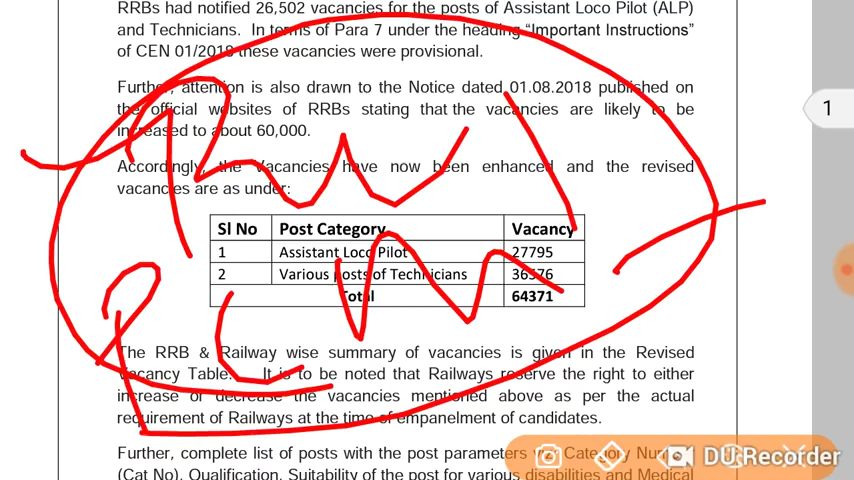 RRBs had notified 26,502 vacancies for the posts of Assistant Loco Pilot (ALP)
and Technicians. In terms of Para 7 under the heading “Important Instructions”
of CEN 01/2018 these vacancies were provisional.
Further, attention is also drawn to the Notice dated 01.08.2018 published on
the official websites of RRBs stating that the vacancies are likely to be
increased to about 60,000.
Accordingly, the Vacancies have now been enhanced and the revised
vacancies are as under:
Sl No Post Category Vacancy
1 Assistant Loco Pilot 27795
2 Various posts of Technicians 36576
Total 64371
The RRB & Railway wise summary of vacancies is given in the Revised
Vacancy Table. It is to be noted that Railways reserve the right to either
increase or decrease the vacancies mentioned above as per the actual
requirement of Railways at the time of empanelment of candidates.
Further, complete list of posts with the post parameters viz Category
(Cat No), Qualification, Suitability of the post for various disabilities and Medical
1
DU Recorder